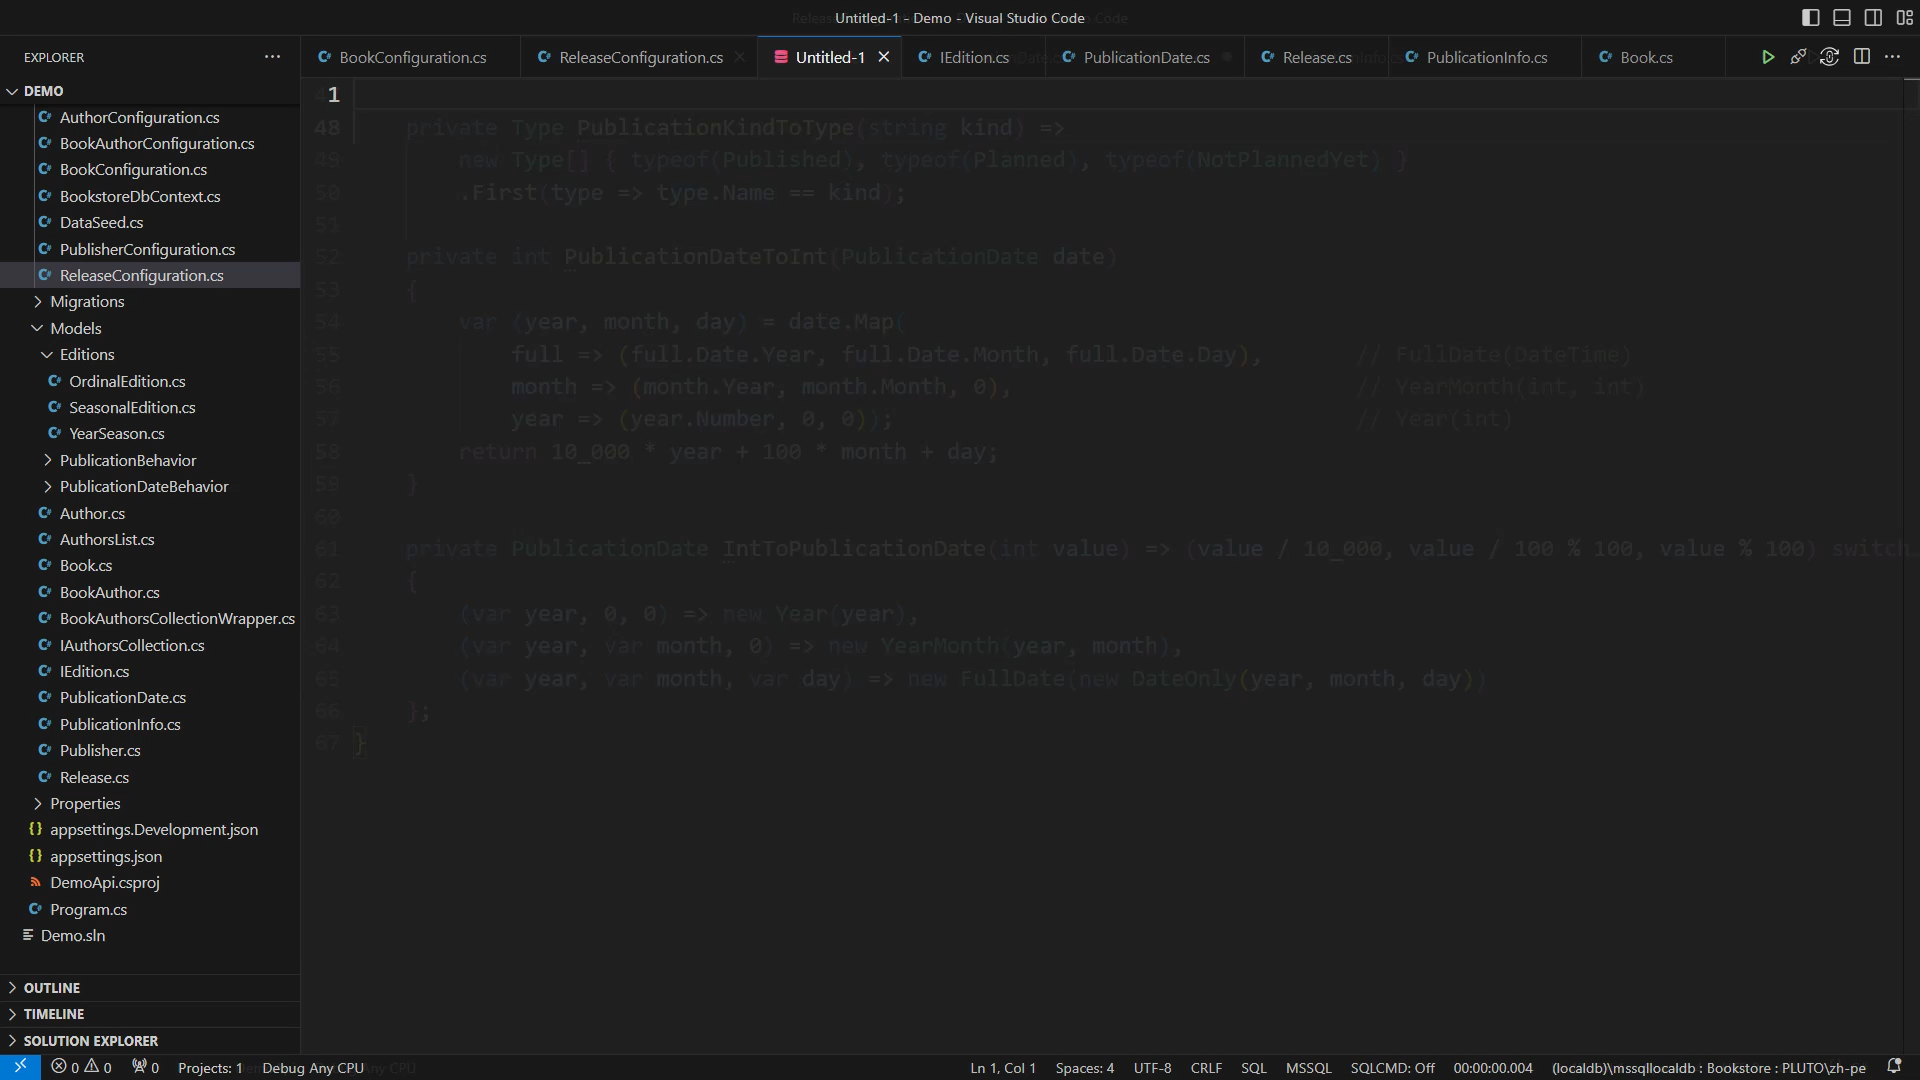 Untitled-1 - Demo - Visual Studio Code
EXPLORER
BookConfiguration.cs
ReleaseConfiguration.cs
Untitled-1
IEdition.cs
PublicationDate.cs
Release.cs
PublicationInfo.cs
Book.cs
DEMO
AuthorConfiguration.cs
BookAuthorConfiguration.cs
BookConfiguration.cs
BookstoreDbContext.cs
DataSeed.cs
PublisherConfiguration.cs
ReleaseConfiguration.cs
Migrations
Models
Editions
OrdinalEdition.cs
SeasonalEdition.cs
YearSeason.cs
PublicationBehavior
PublicationDateBehavior
Author.cs
AuthorsList.cs
Book.cs
BookAuthor.cs
BookAuthorsCollectionWrapper.cs
IAuthorsCollection.cs
IEdition.cs
PublicationDate.cs
PublicationInfo.cs
Publisher.cs
Release.cs
Properties
appsettings.Development.json
appsettings.json
DemoApi.csproj
Program.cs
Demo.sln
OUTLINE
TIMELINE
SOLUTION EXPLORER
1
48 private Type PublicationKindToType(string kind) =>
49 new Type[] { typeof(Published), typeof(Planned), typeof(NotPlannedYet) }
50 .First(type => type.Name == kind);
51
52 private int PublicationDateToInt(PublicationDate date)
53 {
54 var (year, month, day) = date.Map(
55 full => (full.Date.Year, full.Date.Month, full.Date.Day), // FullDate(DateTime)
56 month => (month.Year, month.Month, 0), // YearMonth(int, int)
57 year => (year.Number, 0, 0)); // Year(int)
58 return 10_000 * year + 100 * month + day;
59 }
60
61 private PublicationDate IntToPublicationDate(int value) => (value / 10_000, value / 100 % 100, value % 100) switch
62 {
63 (var year, 0, 0) => new Year(year),
64 (var year, var month, 0) => new YearMonth(year, month),
65 (var year, var month, var day) => new FullDate(new DateOnly(year, month, day))
66 };
67 }
0 0 0 Projects: 1 Debug Any CPU
Ln 1, Col 1 Spaces: 4 UTF-8 CRLF SQL MSSQL SQLCMD: Off 00:00:00.004 (localdb)\mssqllocaldb : Bookstore : PLUTO\zh-pe